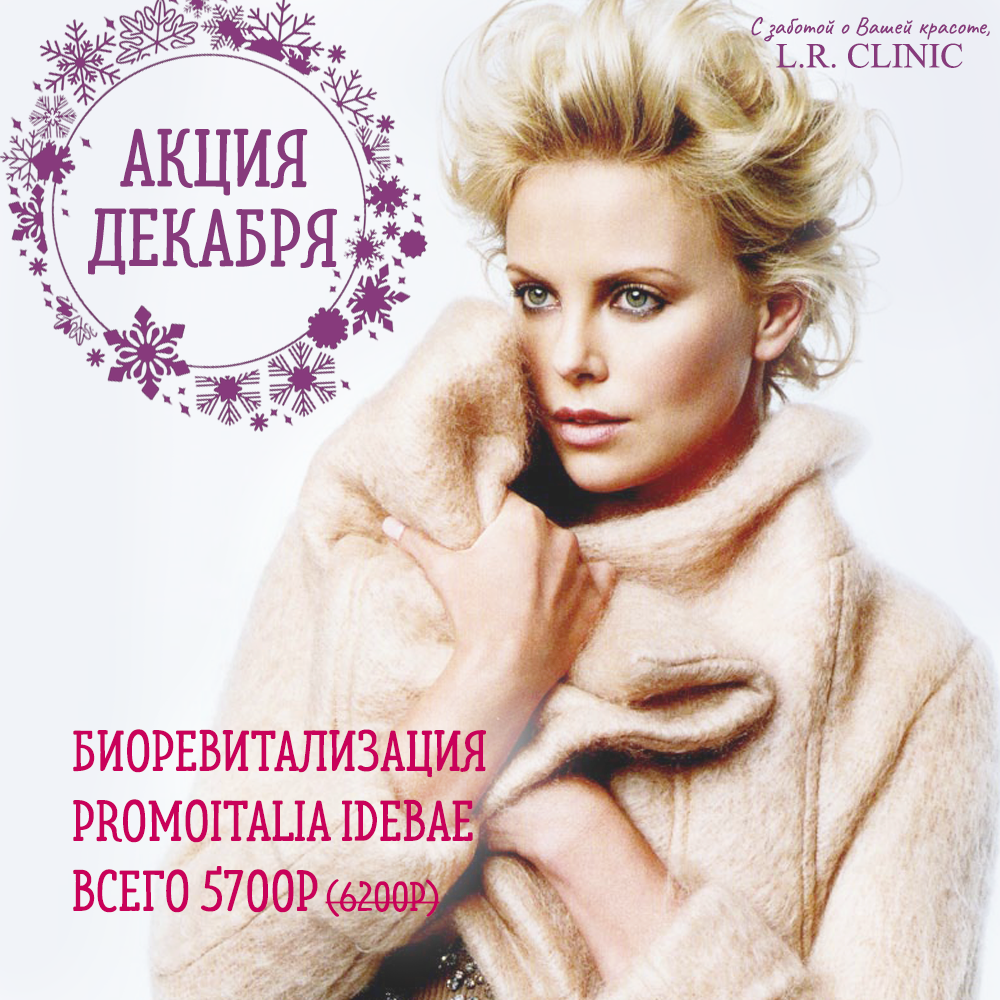 С заботой о Вашей красоте,
L.R. CLINIC
АКЦИЯ
ДЕКАБРЯ
БИОРЕВИТАЛИЗАЦИЯ
PROMOITALIA IDEBAE
ВСЕГО 5700Р (6200Р)